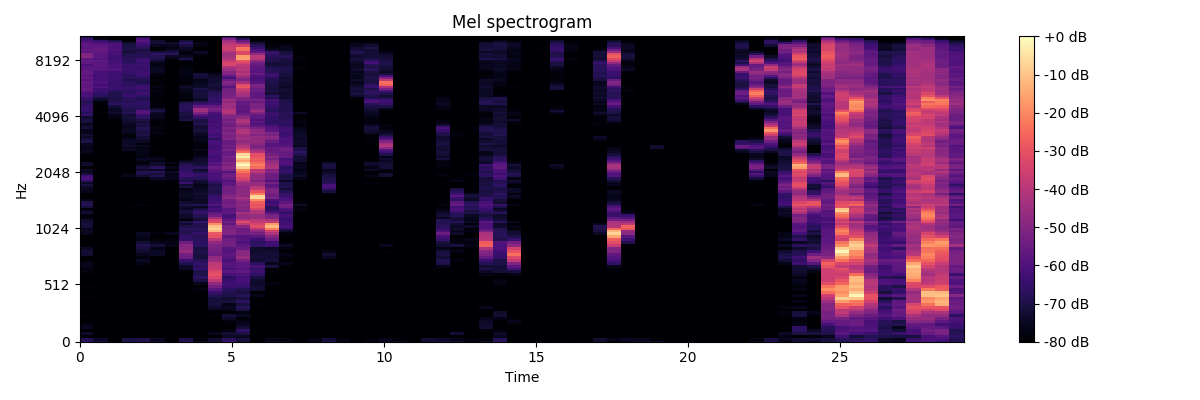 Mel spectrogram
8192
4096
2048
1024
512
0
Hz
0 5 10 15 20 25
Time
+0 dB
-10 dB
-20 dB
-30 dB
-40 dB
-50 dB
-60 dB
-70 dB
-80 dB